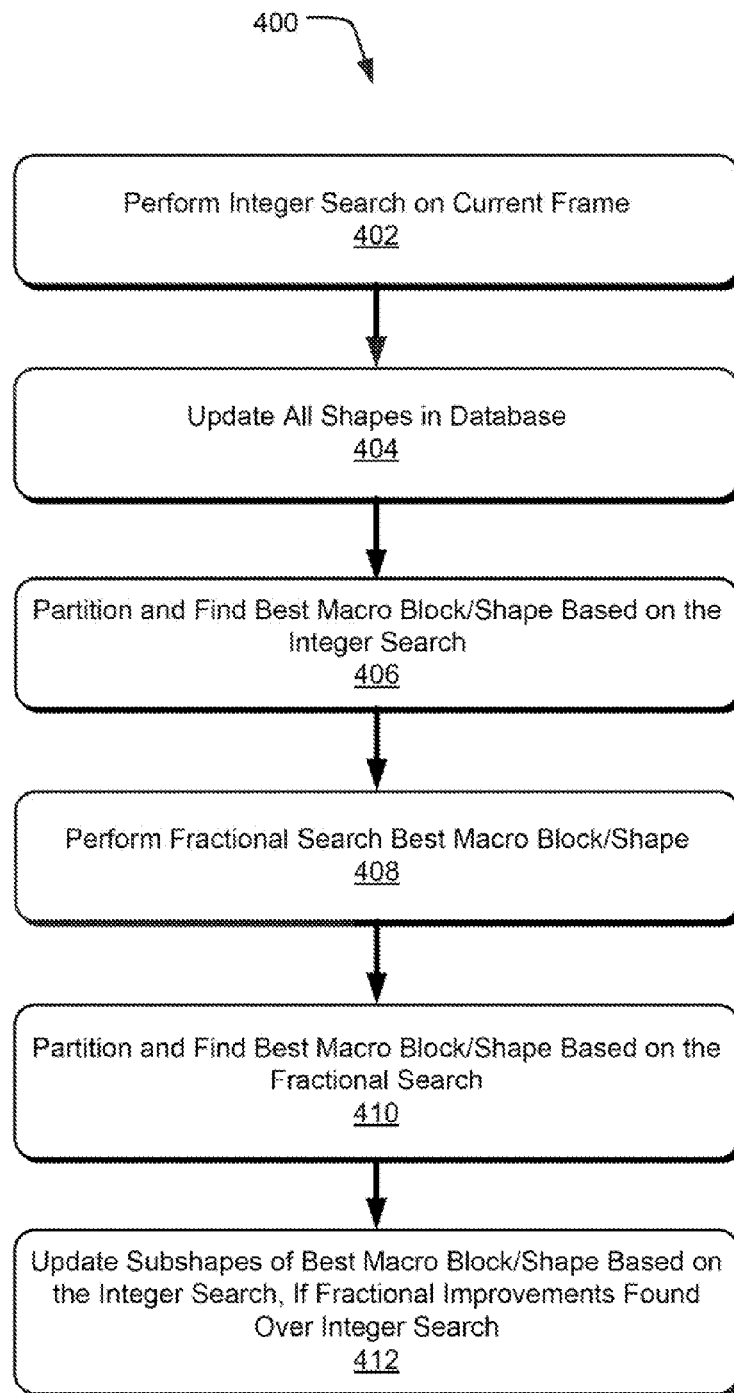 400
Perform Integer Search on Current Frame
402
Update All Shapes in Database
404
Partition and Find Best Macro Block/Shape Based on the
Integer Search
406
Perform Fractional Search Best Macro Block/Shape
408
Partition and Find Best Macro Block/Shape Based on the
Fractional Search
410
Update Subshapes of Best Macro Block/Shape Based on
the Integer Search, If Fractional Improvements Found
Over Integer Search
412